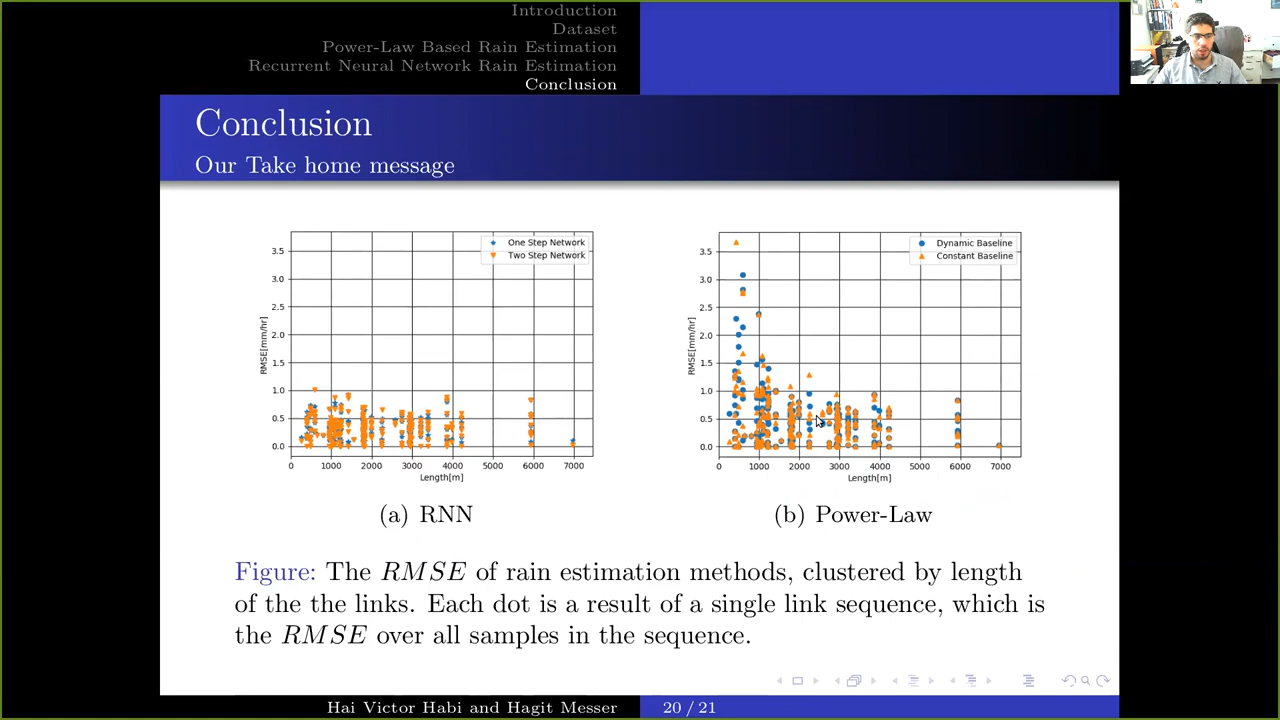 Introduction
Dataset
Power-Law Based Rain Estimation
Recurrent Neural Network Rain Estimation
Conclusion
Conclusion
Our Take home message
One Step Network
Two Step Network
3.5
3.0
2.5
2.0
1.5
1.0
0.5
0.0
RMSE[mm/hr]
0 1000 2000 3000 4000 5000 6000 7000
Length[m]
(a) RNN
Dynamic Baseline
Constant Baseline
3.5
3.0
2.5
2.0
1.5
1.0
0.5
0.0
RMSE[mm/hr]
0 1000 2000 3000 4000 5000 6000 7000
Length[m]
(b) Power-Law
Figure: The RMSE of rain estimation methods, clustered by length
of the the links. Each dot is a result of a single link sequence, which is
the RMSE over all samples in the sequence.
Hai Victor Habi and Hagit Messer
20 / 21